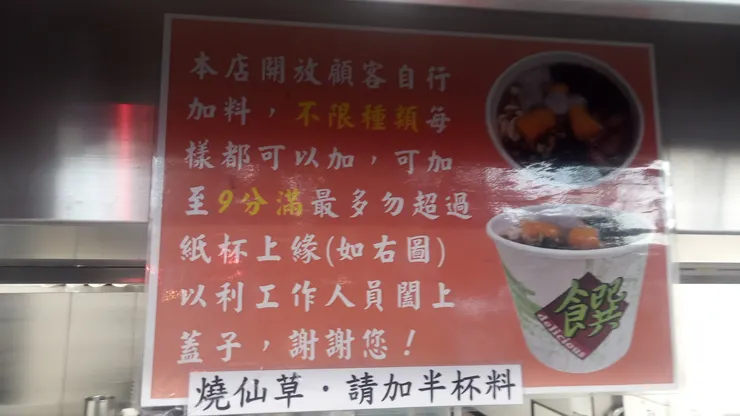 本店開放顧客自行
加料，不限種類每
樣都可以加，可加
至9分滿最多勿超過
紙杯上緣(如右圖)
以利工作人員闔上
蓋子，謝謝您！
饌
delicious
燒仙草．請加半杯料